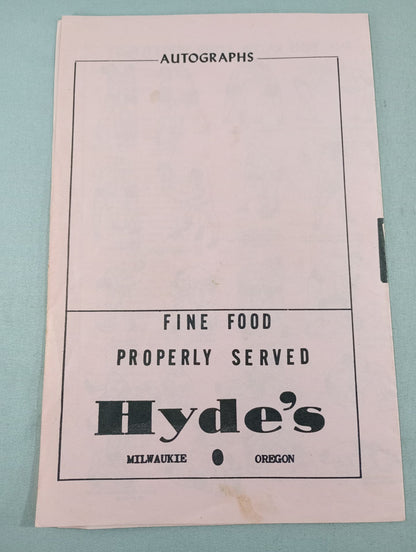 AUTOGRAPHS
FINE FOOD
PROPERLY SERVED
Hyde's
MILWAUKIE OREGON